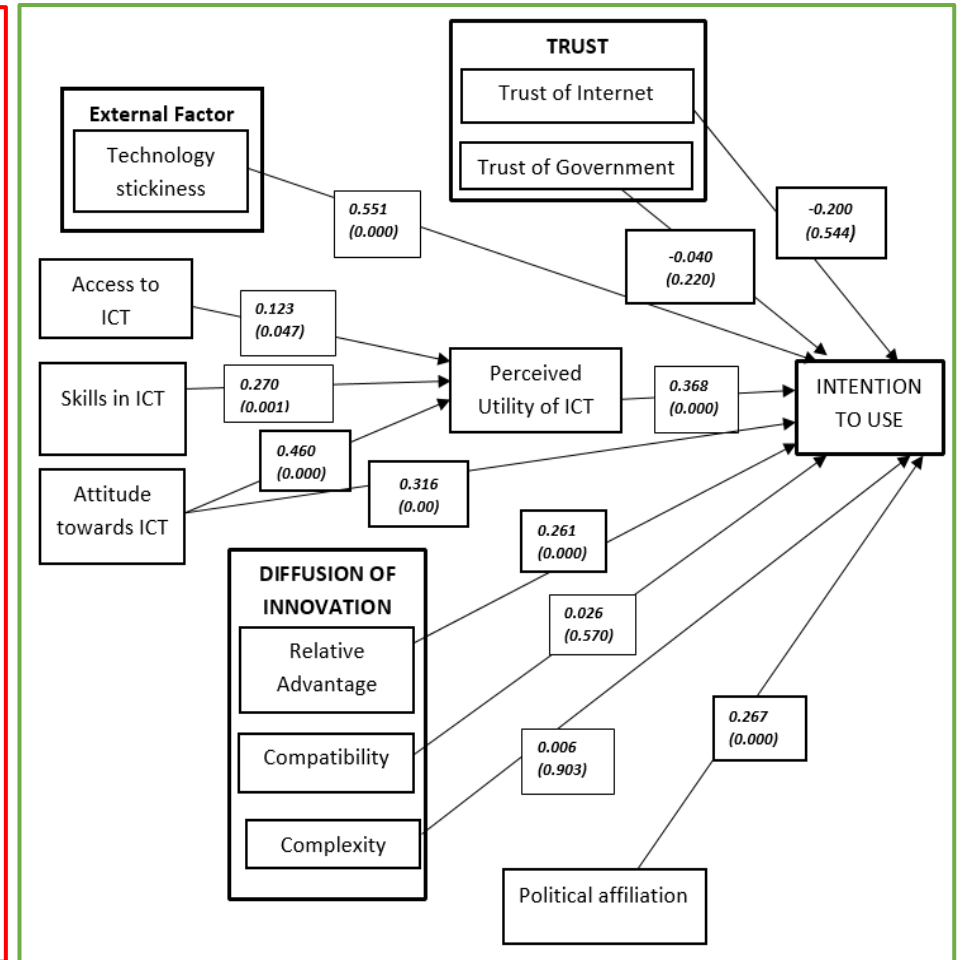 TRUST
Trust of Internet
Trust of Government
External Factor
Technology
stickiness
0.551
(0.000)
-0.200
(0.544)
-0.040
(0.220)
Access to
ICT
0.123
(0.047)
Skills in ICT
0.270
(0.001)
Perceived
Utility of ICT
0.368
(0.000)
INTENTION
TO USE
Attitude
towards ICT
0.460
(0.000)
0.316
(0.00)
DIFFUSION OF
INNOVATION
Relative
Advantage
Compatibility
Complexity
0.261
(0.000)
0.026
(0.570)
0.006
(0.903)
0.267
(0.000)
Political affiliation